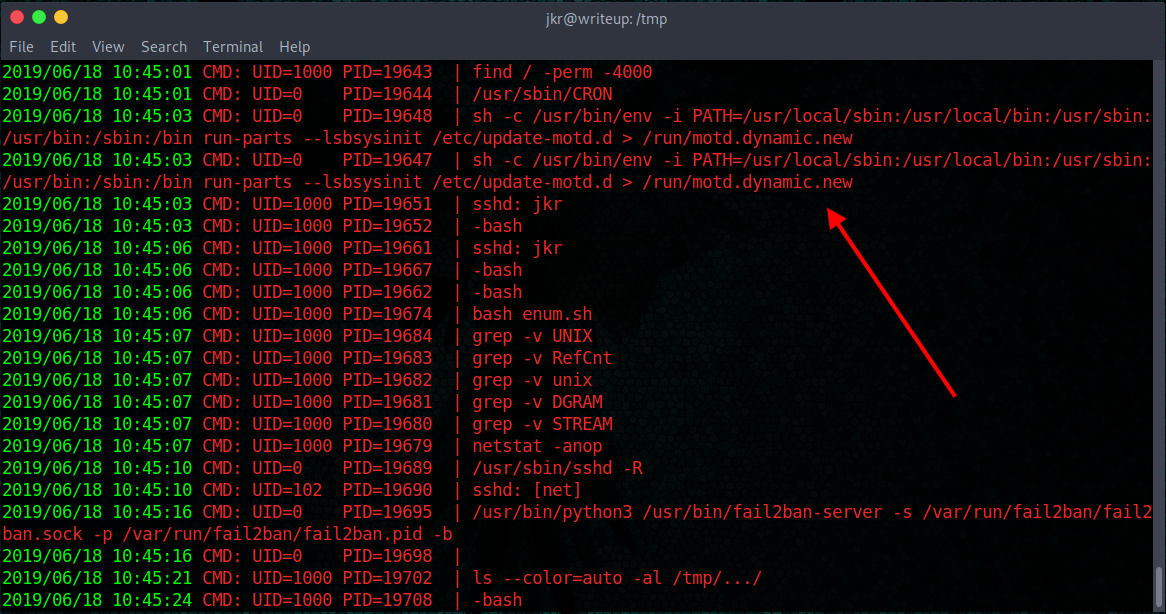 jkr@writeup: /tmp
File Edit View Search Terminal Help
2019/06/18 10:45:01 CMD: UID=1000 PID=19643  | find / -perm -4000
2019/06/18 10:45:01 CMD: UID=0    PID=19644  | /usr/sbin/CRON
2019/06/18 10:45:03 CMD: UID=0    PID=19648  | sh -c /usr/bin/env -i PATH=/usr/local/sbin:/usr/local/bin:/usr/sbin:
/usr/bin:/sbin:/bin run-parts --lsbsysinit /etc/update-motd.d > /run/motd.dynamic.new
2019/06/18 10:45:03 CMD: UID=0    PID=19647  | sh -c /usr/bin/env -i PATH=/usr/local/sbin:/usr/local/bin:/usr/sbin:
/usr/bin:/sbin:/bin run-parts --lsbsysinit /etc/update-motd.d > /run/motd.dynamic.new
2019/06/18 10:45:03 CMD: UID=1000 PID=19651  | sshd: jkr
2019/06/18 10:45:03 CMD: UID=1000 PID=19652  | -bash
2019/06/18 10:45:06 CMD: UID=1000 PID=19661  | sshd: jkr
2019/06/18 10:45:06 CMD: UID=1000 PID=19667  | -bash
2019/06/18 10:45:06 CMD: UID=1000 PID=19662  | -bash
2019/06/18 10:45:06 CMD: UID=1000 PID=19674  | bash enum.sh
2019/06/18 10:45:07 CMD: UID=1000 PID=19684  | grep -v UNIX
2019/06/18 10:45:07 CMD: UID=1000 PID=19683  | grep -v RefCnt
2019/06/18 10:45:07 CMD: UID=1000 PID=19682  | grep -v unix
2019/06/18 10:45:07 CMD: UID=1000 PID=19681  | grep -v DGRAM
2019/06/18 10:45:07 CMD: UID=1000 PID=19680  | grep -v STREAM
2019/06/18 10:45:07 CMD: UID=1000 PID=19679  | netstat -anop
2019/06/18 10:45:10 CMD: UID=0    PID=19689  | /usr/sbin/sshd -R
2019/06/18 10:45:10 CMD: UID=102  PID=19690  | sshd: [net]
2019/06/18 10:45:16 CMD: UID=0    PID=19695  | /usr/bin/python3 /usr/bin/fail2ban-server -s /var/run/fail2ban/fail2
ban.sock -p /var/run/fail2ban/fail2ban.pid -b
2019/06/18 10:45:16 CMD: UID=0    PID=19698  |
2019/06/18 10:45:21 CMD: UID=1000 PID=19702  | ls --color=auto -al /tmp/.../
2019/06/18 10:45:24 CMD: UID=1000 PID=19708  | -bash